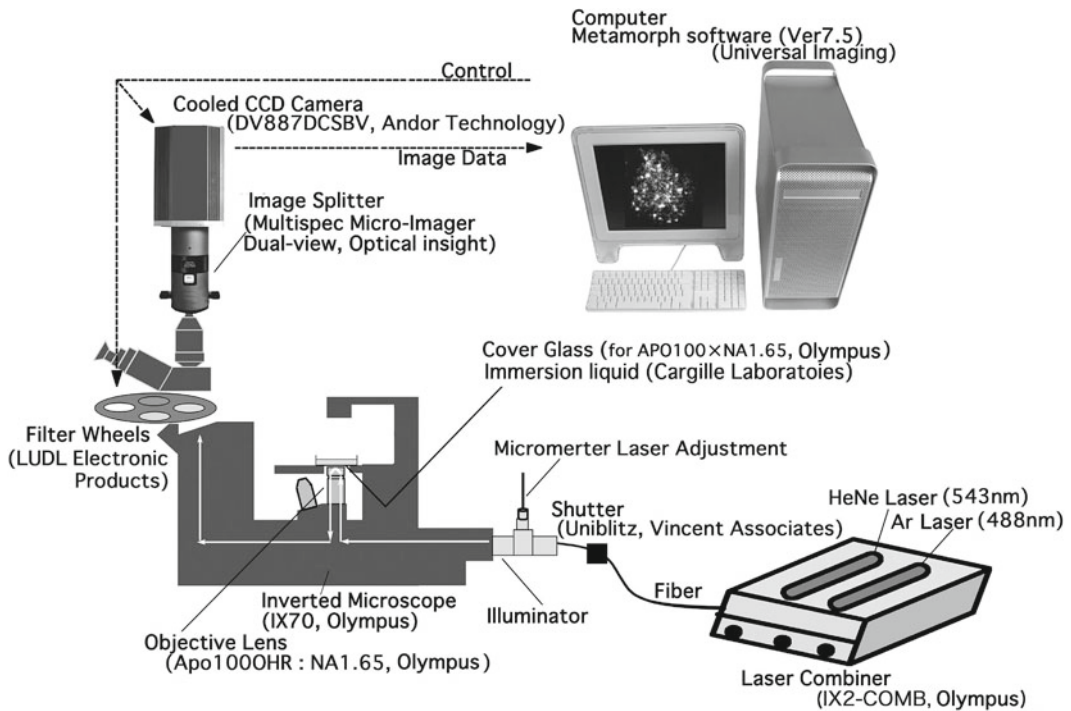 Computer
Metamorph software (Ver7.5)
(Universal Imaging)
Control
Cooled CCD Camera
(DV887DCSBV, Andor Technology)
Image Data
Image Splitter
(Multispec Micro-Imager
Dual-view, Optical insight)
Cover Glass (for APO100×NA1.65, Olympus)
Immersion liquid (Cargille Laboratoies)
Filter Wheels
(LUDL Electronic
Products)
Micromerter Laser Adjustment
HeNe Laser (543nm)
Ar Laser (488nm)
Shutter
(Uniblitz, Vincent Associates)
Fiber
Inverted Microscope
(IX70, Olympus)
Illuminator
Objective Lens
(Apo100OHR : NA1.65, Olympus)
Laser Combiner
(IX2-COMB, Olympus)